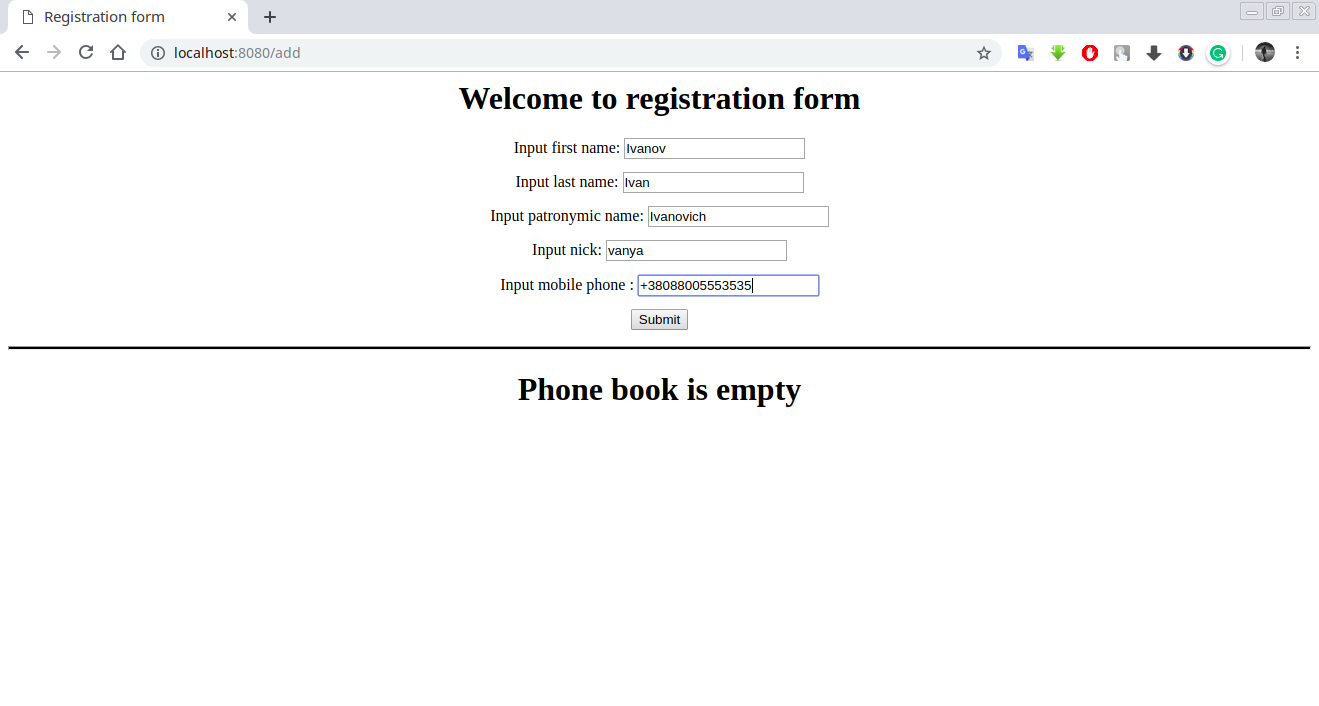 Registration form
localhost:8080/add
Welcome to registration form
Input first name: Ivanov
Input last name: Ivan
Input patronymic name: Ivanovich
Input nick: vanya
Input mobile phone : +38088005553535
Submit
Phone book is empty